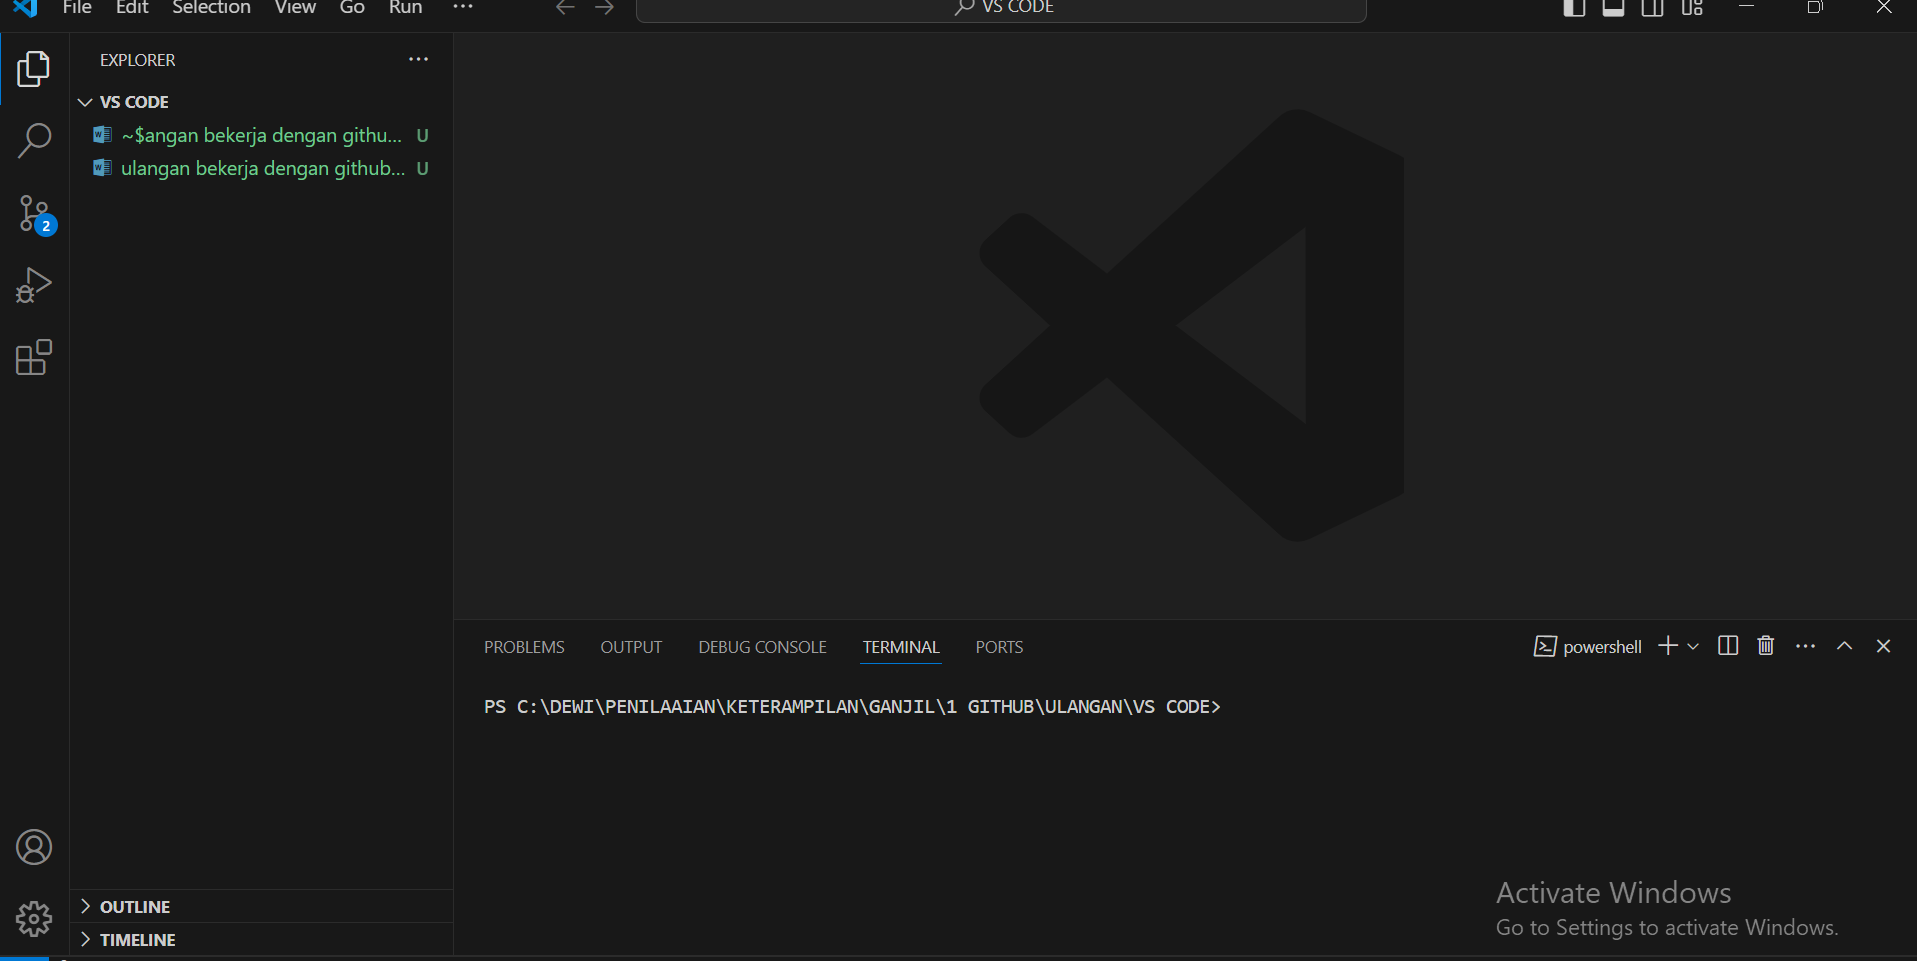 File Edit Selection View Go Run ···
VS CODE
EXPLORER ···
VS CODE
~$angan bekerja dengan githu... U
ulangan bekerja dengan github... U
2
PROBLEMS OUTPUT DEBUG CONSOLE TERMINAL PORTS
powershell
PS C:\DEWI\PENILAAIAN\KETERAMPILAN\GANJIL\1 GITHUB\ULANGAN\VS CODE>
OUTLINE
TIMELINE
Activate Windows
Go to Settings to activate Windows.